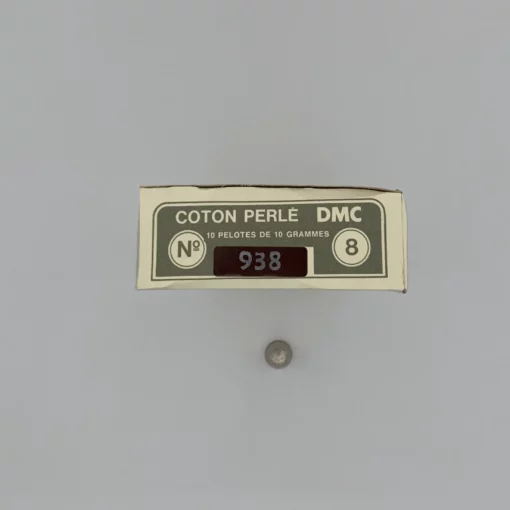 COTON PERLÉ DMC
10 PELOTES DE 10 GRAMMES
Nº 938 8